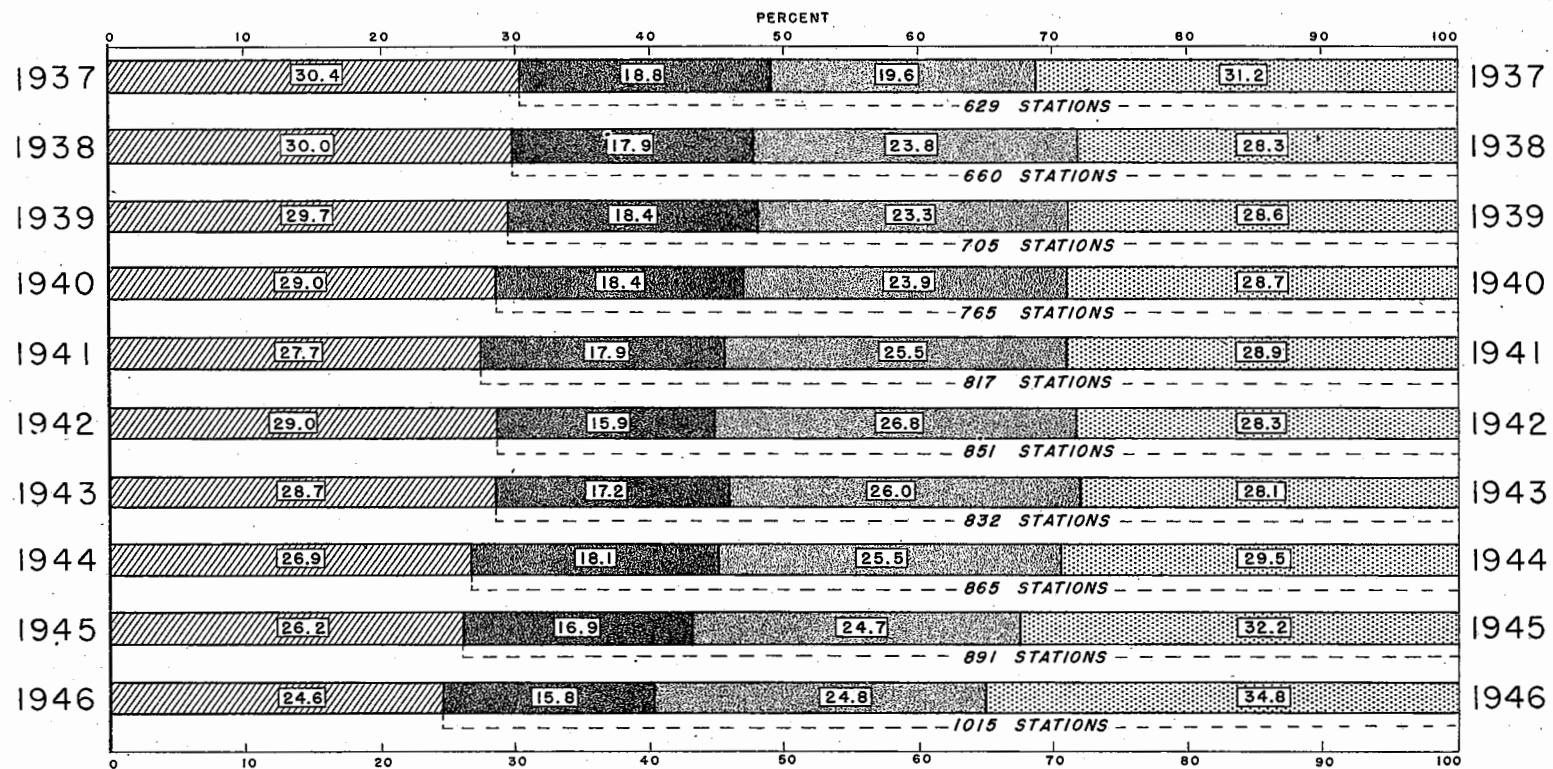 PERCENT
0 10 20 30 40 50 60 70 80 90 100
1937 30.4 18.8 19.6 31.2 1937
629 STATIONS
1938 30.0 17.9 23.8 28.3 1938
660 STATIONS
1939 29.7 18.4 23.3 28.6 1939
705 STATIONS
1940 29.0 18.4 23.9 28.7 1940
765 STATIONS
1941 27.7 17.9 25.5 28.9 1941
817 STATIONS
1942 29.0 15.9 26.8 28.3 1942
851 STATIONS
1943 28.7 17.2 26.0 28.1 1943
832 STATIONS
1944 26.9 18.1 25.5 29.5 1944
865 STATIONS
1945 26.2 16.9 24.7 32.2 1945
891 STATIONS
1946 24.6 15.8 24.8 34.8 1946
1015 STATIONS
0 10 20 30 40 50 60 70 80 90 100